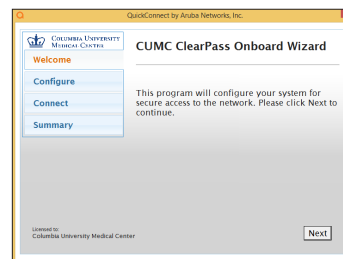 QuickConnect by Aruba Networks, Inc.
COLUMBIA UNIVERSITY
MEDICAL CENTER
CUMC ClearPass Onboard Wizard
Welcome
Configure
Connect
Summary
This program will configure your system for
secure access to the network. Please click Next to
continue.
Licensed to:
Columbia University Medical Center
Next